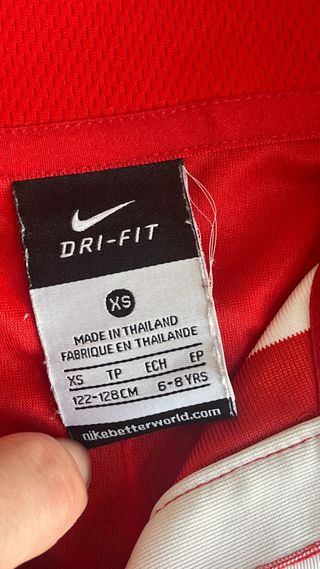 DRI-FIT
XS
MADE IN THAILAND
FABRIQUE EN THAILANDE
XS TP ECH EP
122-128CM 6-8 YRS
nikebetterworld.com